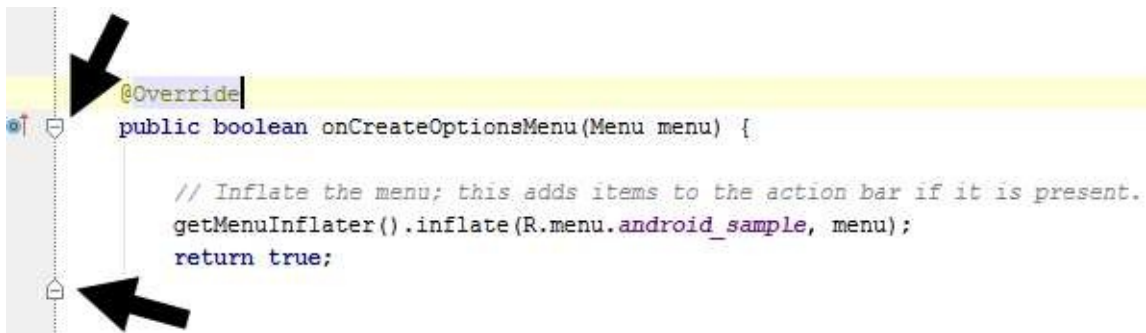 @Override
public boolean onCreateOptionsMenu(Menu menu) {
// Inflate the menu; this adds items to the action bar if it is present.
getMenuInflater().inflate(R.menu.android_sample, menu);
return true;